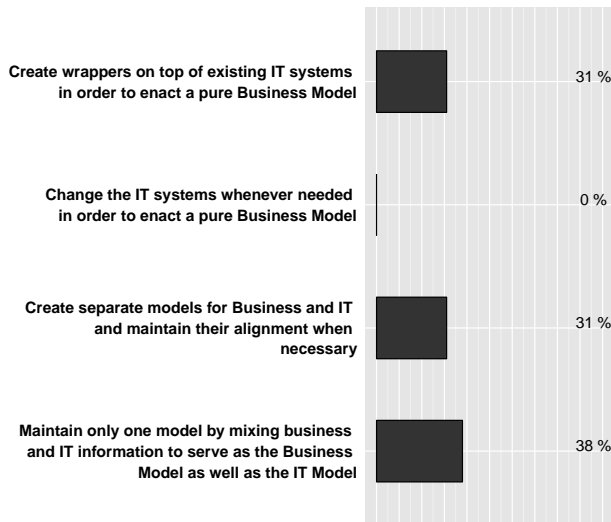 Create wrappers on top of existing IT systems
in order to enact a pure Business Model
31 %
Change the IT systems whenever needed
in order to enact a pure Business Model
0 %
Create separate models for Business and IT
and maintain their alignment when
necessary
31 %
Maintain only one model by mixing business
and IT information to serve as the Business
Model as well as the IT Model
38 %